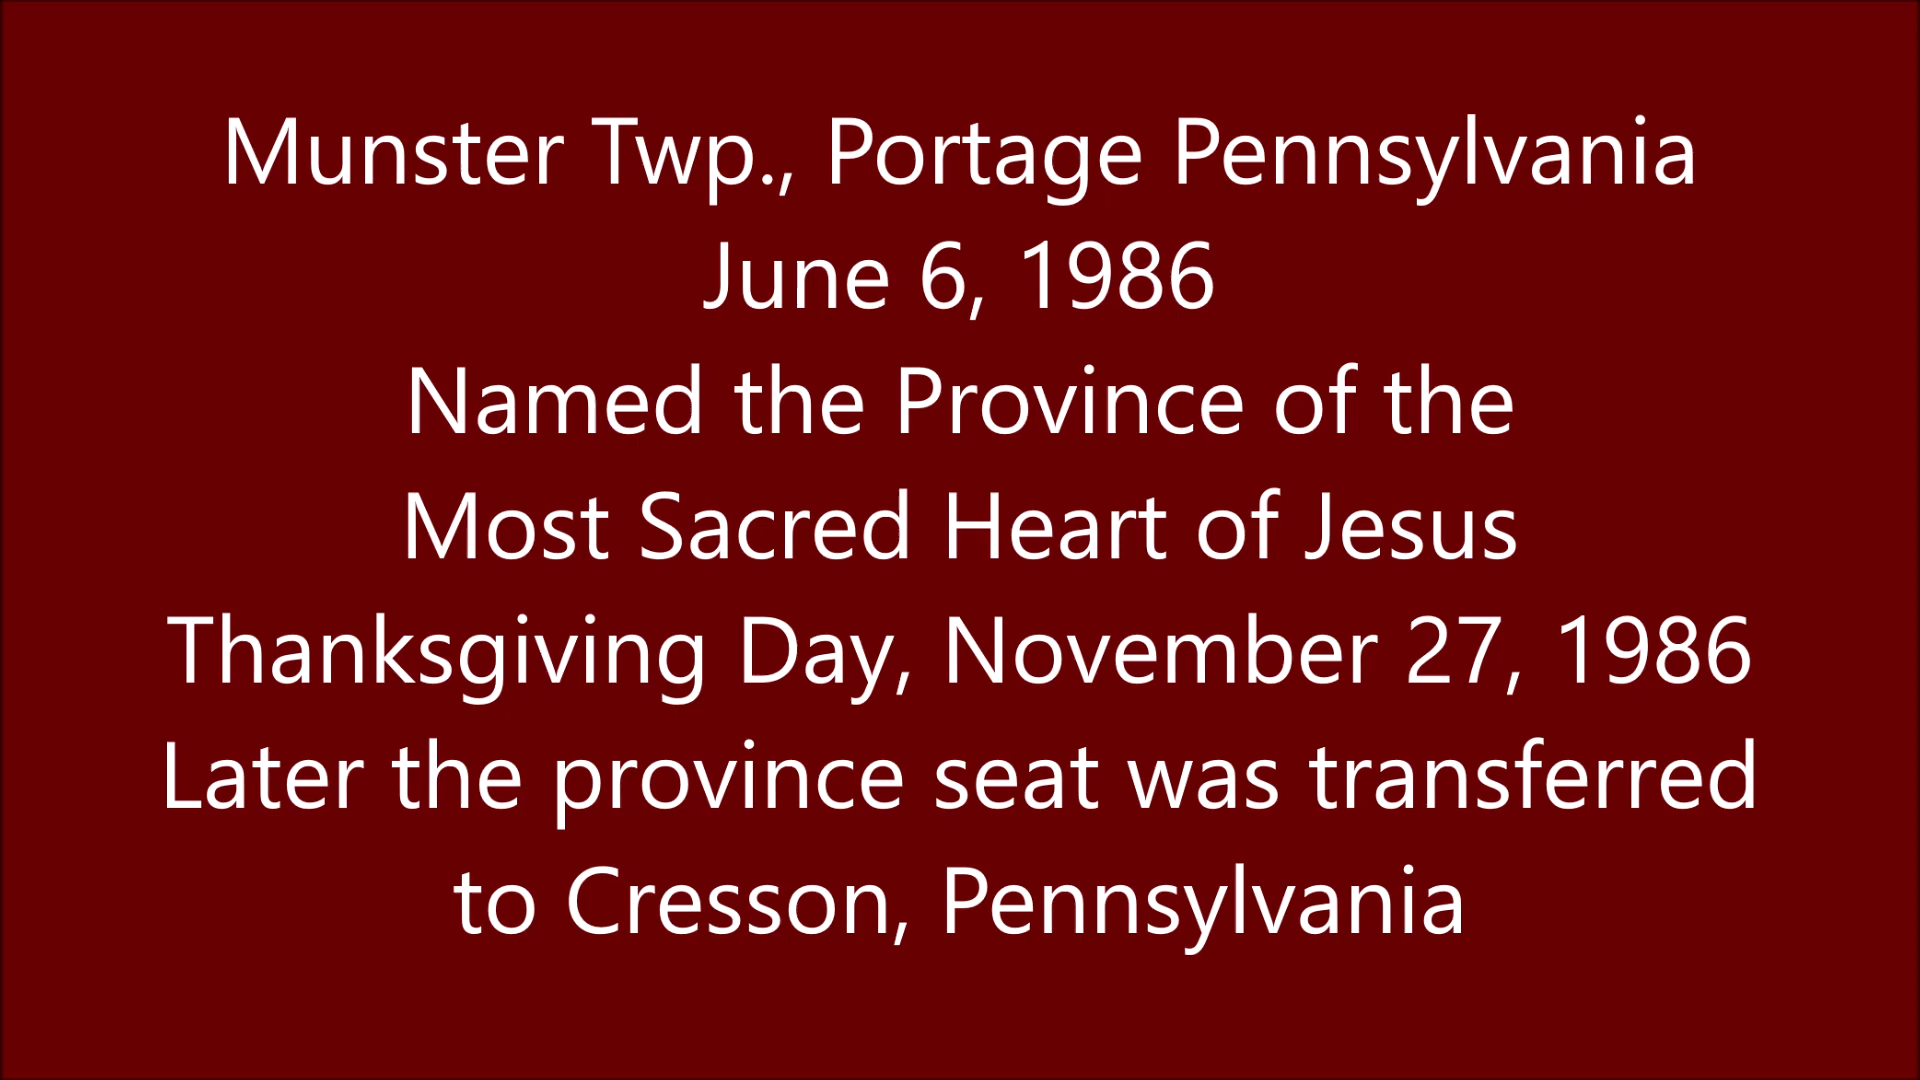 Munster Twp., Portage Pennsylvania
June 6, 1986
Named the Province of the
Most Sacred Heart of Jesus
Thanksgiving Day, November 27, 1986
Later the province seat was transferred
to Cresson, Pennsylvania